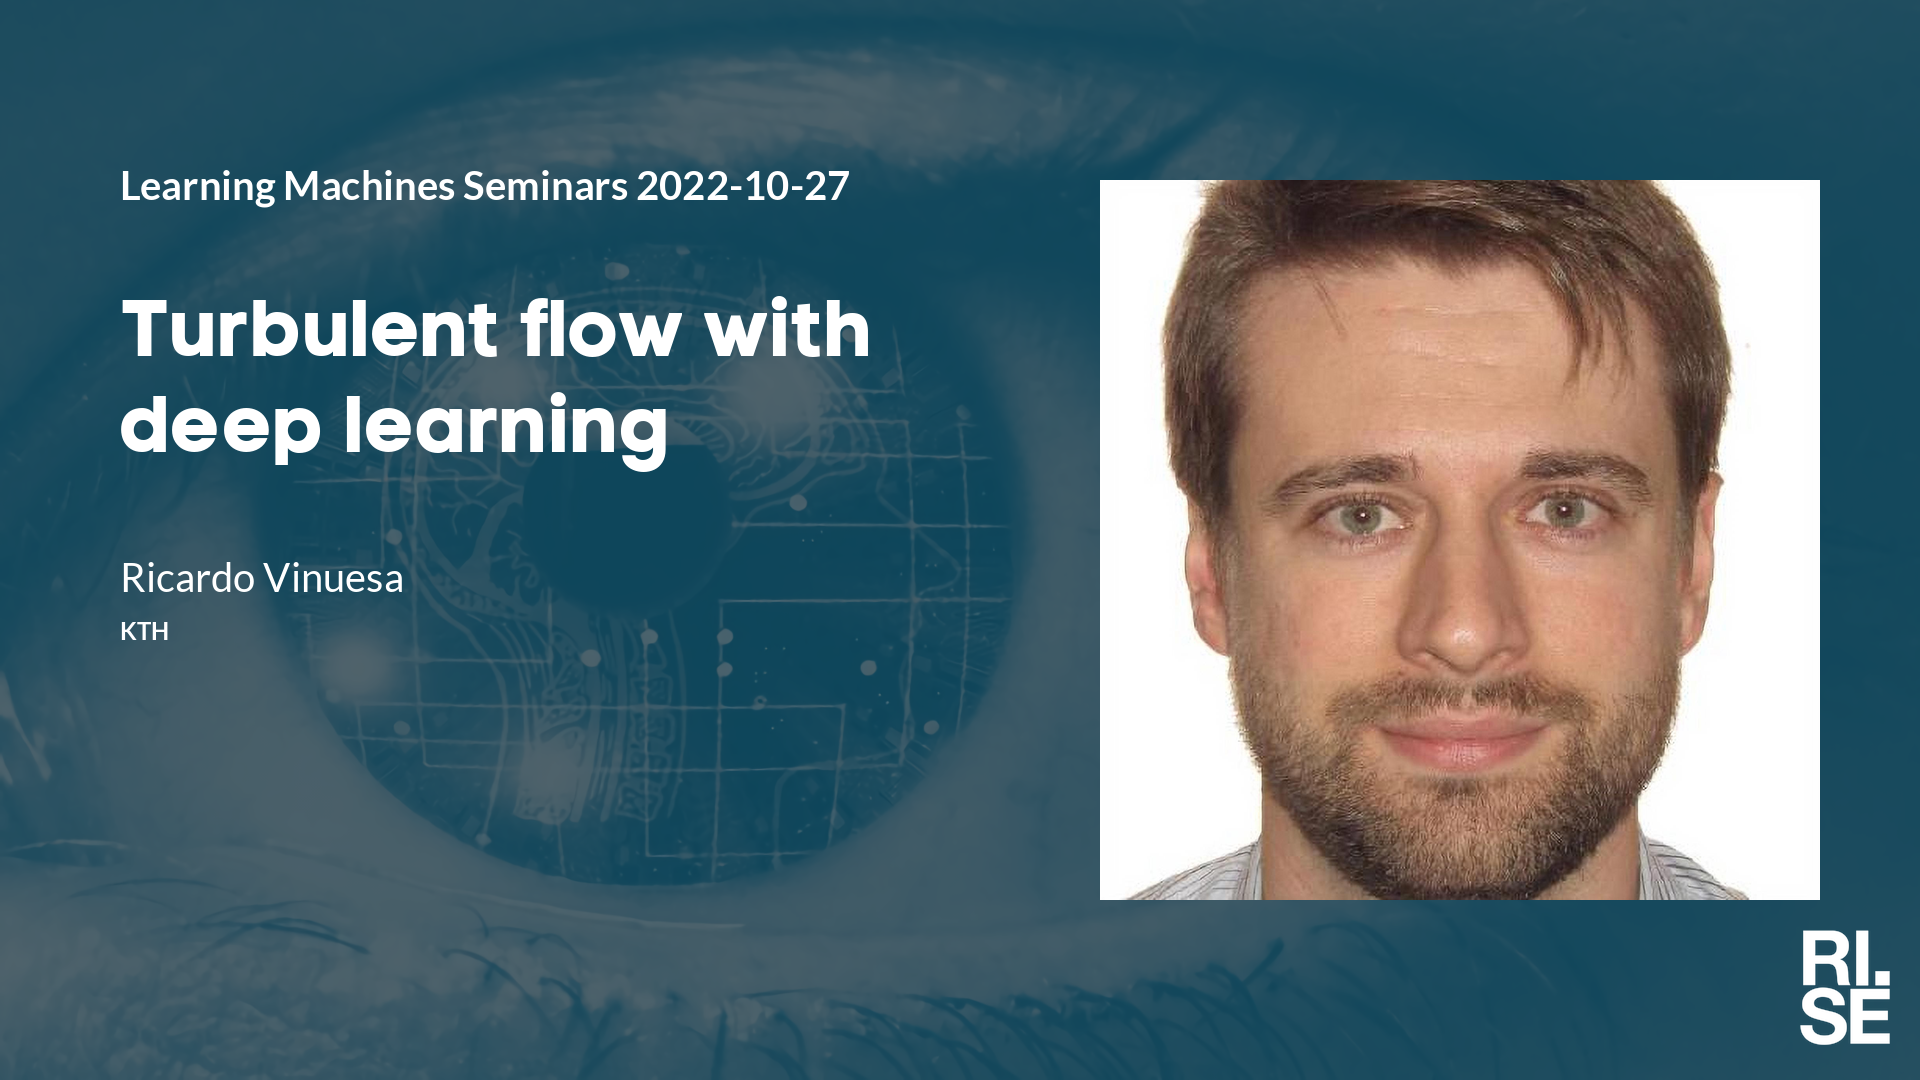 Learning Machines Seminars 2022-10-27
Turbulent flow with
deep learning
Ricardo Vinuesa
KTH
RI.
SE